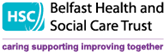 HSC Belfast Health and
Social Care Trust
caring supporting improving together